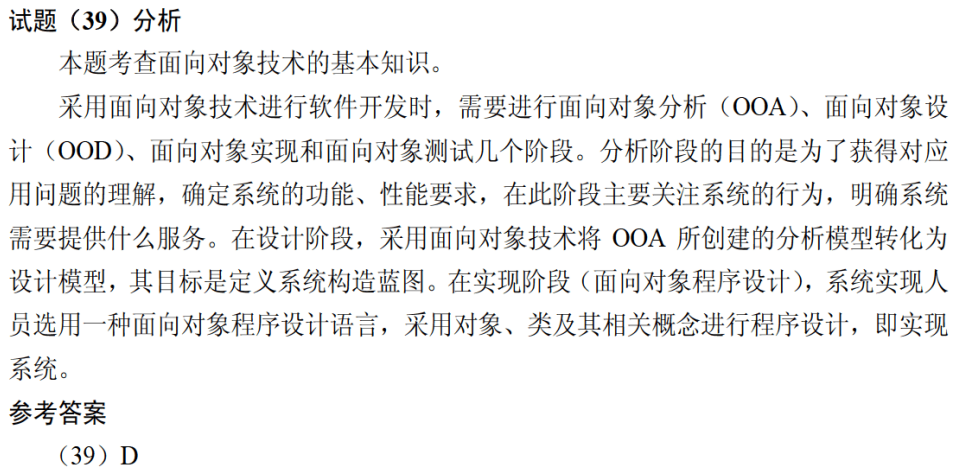 试题（39）分析
本题考查面向对象技术的基本知识。
采用面向对象技术进行软件开发时，需要进行面向对象分析（OOA）、面向对象设
计（OOD）、面向对象实现和面向对象测试几个阶段。分析阶段的目的是为了获得对应
用问题的理解，确定系统的功能、性能要求，在此阶段主要关注系统的行为，明确系统
需要提供什么服务。在设计阶段，采用面向对象技术将 OOA 所创建的分析模型转化为
设计模型，其目标是定义系统构造蓝图。在实现阶段（面向对象程序设计），系统实现人
员选用一种面向对象程序设计语言，采用对象、类及其相关概念进行程序设计，即实现
系统。
参考答案
（39）D